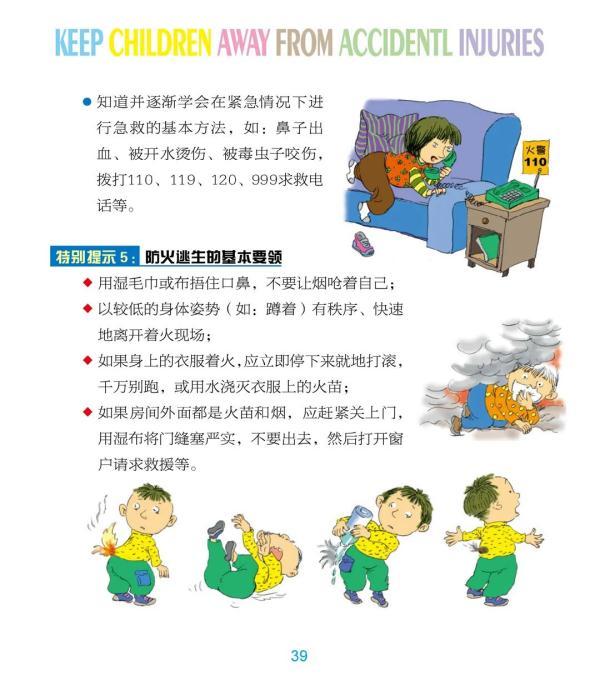 KEEP CHILDREN AWAY FROM ACCIDENTL INJURIES
● 知道并逐渐学会在紧急情况下进
行急救的基本方法，如：鼻子出
血、被开水烫伤、被毒虫子咬伤，
拨打110、119、120、999求救电
话等。
火警
110
特别提示5：防火逃生的基本要领
◆ 用湿毛巾或布捂住口鼻，不要让烟呛着自己；
◆ 以较低的身体姿势（如：蹲着）有秩序、快速
地离开着火现场；
◆ 如果身上的衣服着火，应立即停下来就地打滚，
千万别跑，或用水浇灭衣服上的火苗；
◆ 如果房间外面都是火苗和烟，应赶紧关上门，
用湿布将门缝塞严实，不要出去，然后打开窗
户请求救援等。
39